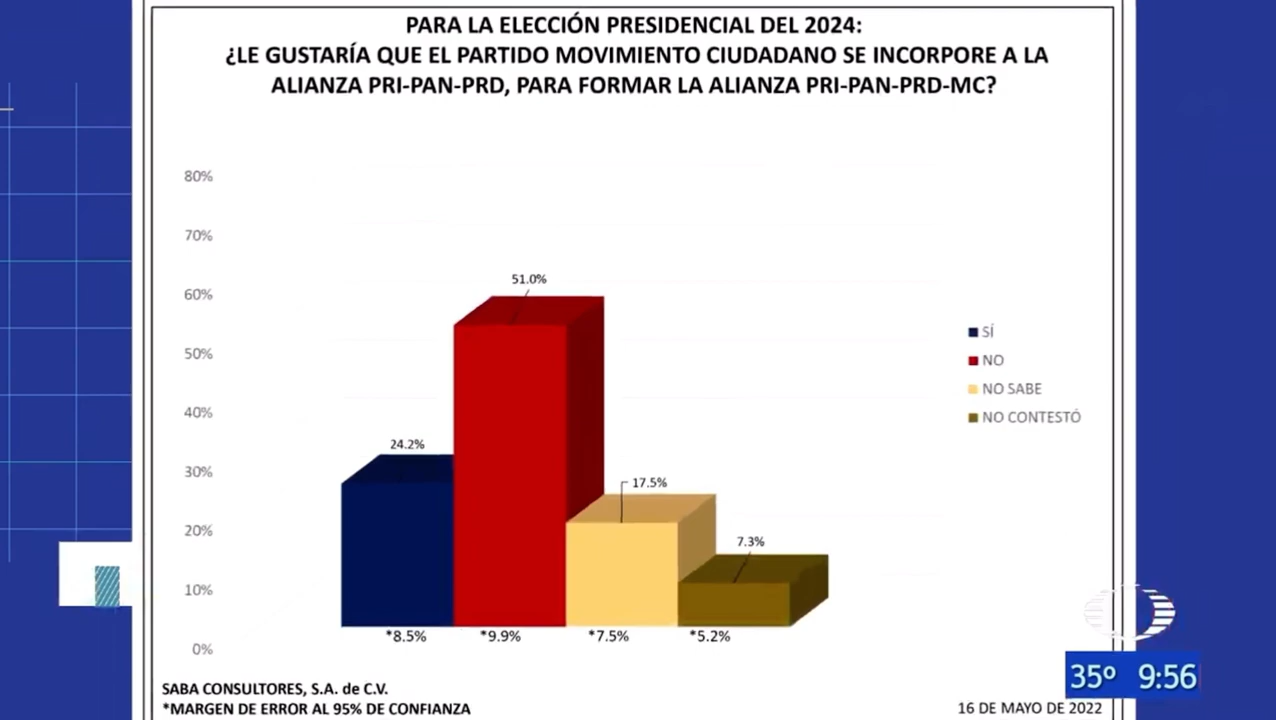 PARA LA ELECCIÓN PRESIDENCIAL DEL 2024:
¿LE GUSTARÍA QUE EL PARTIDO MOVIMIENTO CIUDADANO SE INCORPORE A LA
ALIANZA PRI-PAN-PRD, PARA FORMAR LA ALIANZA PRI-PAN-PRD-MC?
80%
70%
60%
50%
40%
30%
20%
10%
0%
51.0%
24.2%
17.5%
7.3%
*8.5%
*9.9%
*7.5%
*5.2%
SÍ
NO
NO SABE
NO CONTESTÓ
SABA CONSULTORES, S.A. de C.V.
*MARGEN DE ERROR AL 95% DE CONFIANZA
16 DE MAYO DE 2022
35º 9:56